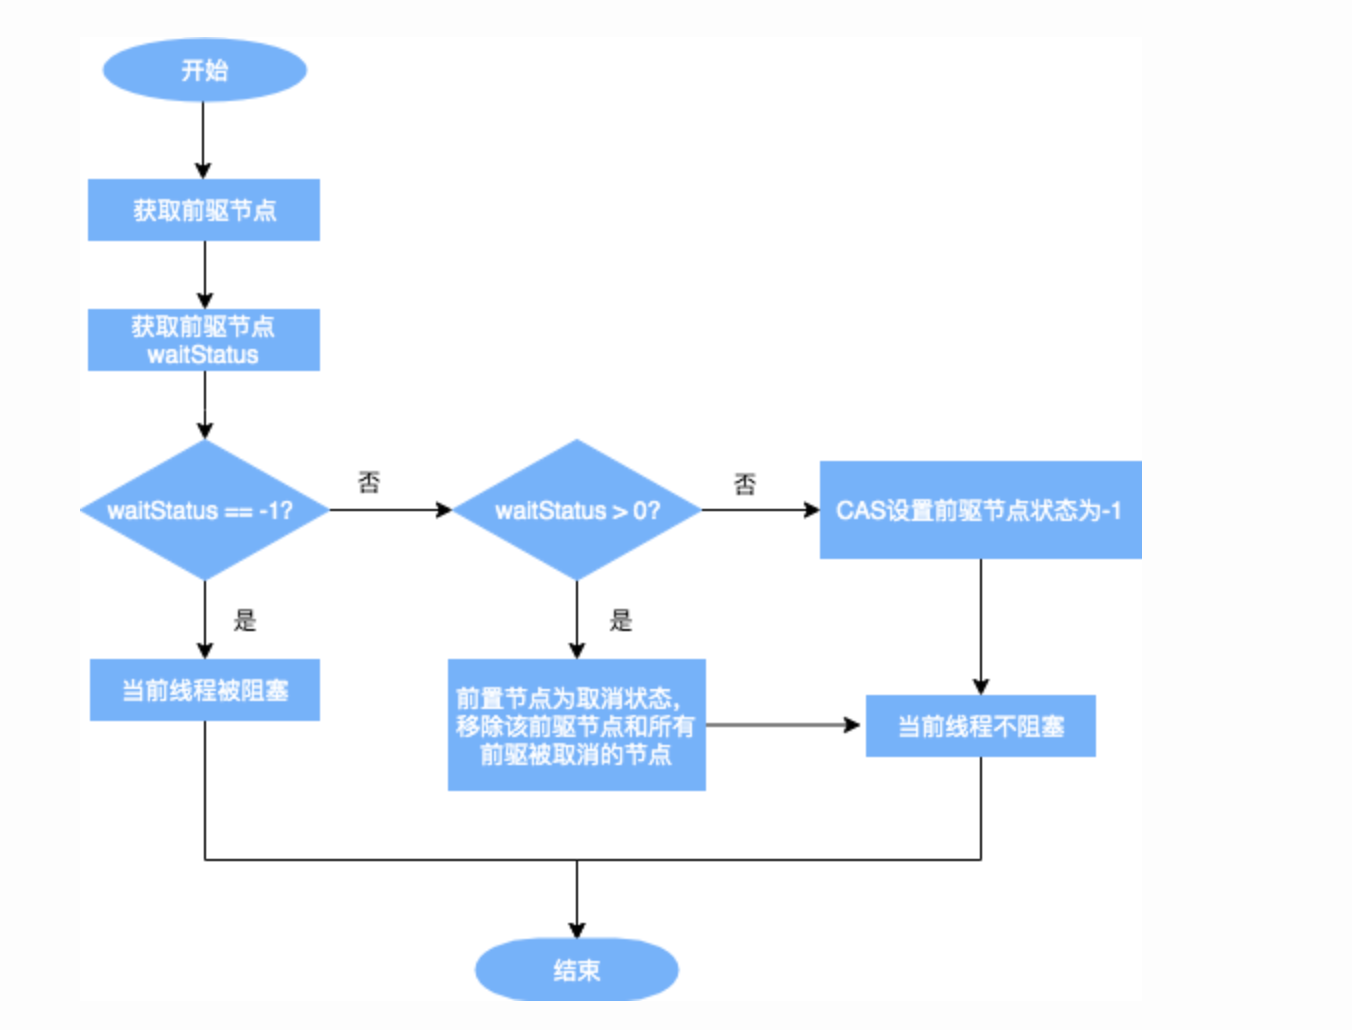 开始
获取前驱节点
获取前驱节点
waitStatus
waitStatus == -1?
否
waitStatus > 0?
否
CAS设置前驱节点状态为-1
是
是
当前线程被阻塞
前置节点为取消状态，
移除该前驱节点和所有
前驱被取消的节点
当前线程不阻塞
结束